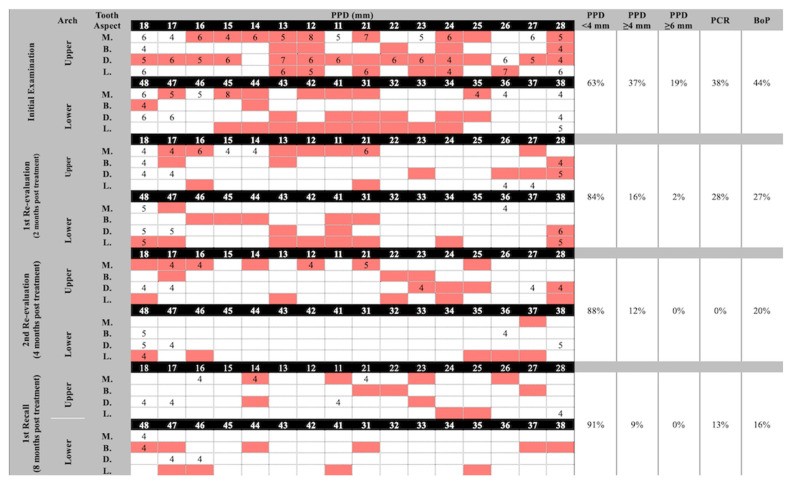 Arch Tooth Aspect PPD (mm) PPD <4 mm PPD ≥4 mm PPD ≥6 mm PCR BoP
Initial Examination
Upper
18 17 16 15 14 13 12 11 21 22 23 24 25 26 27 28
M. 6 4 6 4 6 5 8 5 7 5 6 6 5
B. 4 4
D. 5 6 5 6 7 6 6 6 6 6 4 6 5 4
L. 6 6 5 6 4 7 6
63% 37% 19% 38% 44%
Lower
48 47 46 45 44 43 42 41 31 32 33 34 35 36 37 38
M. 6 5 5 8 4 4 4
B. 4
D. 6 6 4
L. 5
1st Re-evaluation
(2 months post treatment)
Upper
18 17 16 15 14 13 12 11 21 22 23 24 25 26 27 28
M. 4 4 6 4 4 6
B. 4 4
D. 4 4 5
L. 4 4
84% 16% 2% 28% 27%
Lower
48 47 46 45 44 43 42 41 31 32 33 34 35 36 37 38
M. 5 4
B.
D. 5 5 6
L. 5 5
2nd Re-evaluation
(4 months post treatment)
Upper
18 17 16 15 14 13 12 11 21 22 23 24 25 26 27 28
M. 4 4 4 5
B.
D. 4 4 4 4 4
L.
88% 12% 0% 0% 20%
Lower
48 47 46 45 44 43 42 41 31 32 33 34 35 36 37 38
M.
B. 5 4
D. 5 4 5
L. 4
1st Recall
(8 months post treatment)
Upper
18 17 16 15 14 13 12 11 21 22 23 24 25 26 27 28
M. 4 4 4
B.
D. 4 4 4
L. 4
91% 9% 0% 13% 16%
Lower
48 47 46 45 44 43 42 41 31 32 33 34 35 36 37 38
M. 4
B. 4
D. 4 4
L.